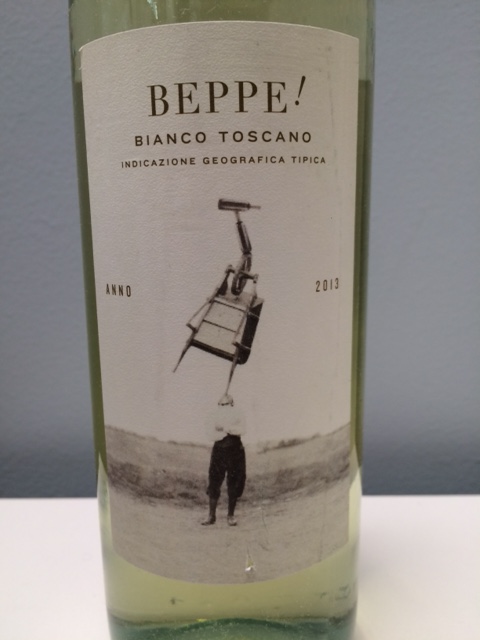 BEPPE!
BIANCO TOSCANO
INDICAZIONE GEOGRAFICA TIPICA
ANNO 2013